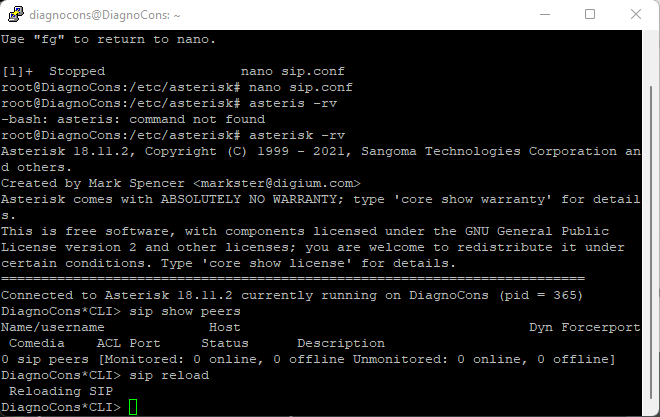 diagnocons@DiagnoCons: ~
Use "fg" to return to nano.
[1]+  Stopped                 nano sip.conf
root@DiagnoCons:/etc/asterisk# nano sip.conf
root@DiagnoCons:/etc/asterisk# asteris -rv
-bash: asteris: command not found
root@DiagnoCons:/etc/asterisk# asterisk -rv
Asterisk 18.11.2, Copyright (C) 1999 - 2021, Sangoma Technologies Corporation an
d others.
Created by Mark Spencer <markster@digium.com>
Asterisk comes with ABSOLUTELY NO WARRANTY; type 'core show warranty' for detail
s.
This is free software, with components licensed under the GNU General Public
License version 2 and other licenses; you are welcome to redistribute it under
certain conditions. Type 'core show license' for details.
=========================================================================
Connected to Asterisk 18.11.2 currently running on DiagnoCons (pid = 365)
DiagnoCons*CLI> sip show peers
Name/username             Host                                    Dyn Forcerport
 Comedia    ACL Port     Status      Description
0 sip peers [Monitored: 0 online, 0 offline Unmonitored: 0 online, 0 offline]
DiagnoCons*CLI> sip reload
 Reloading SIP
DiagnoCons*CLI>